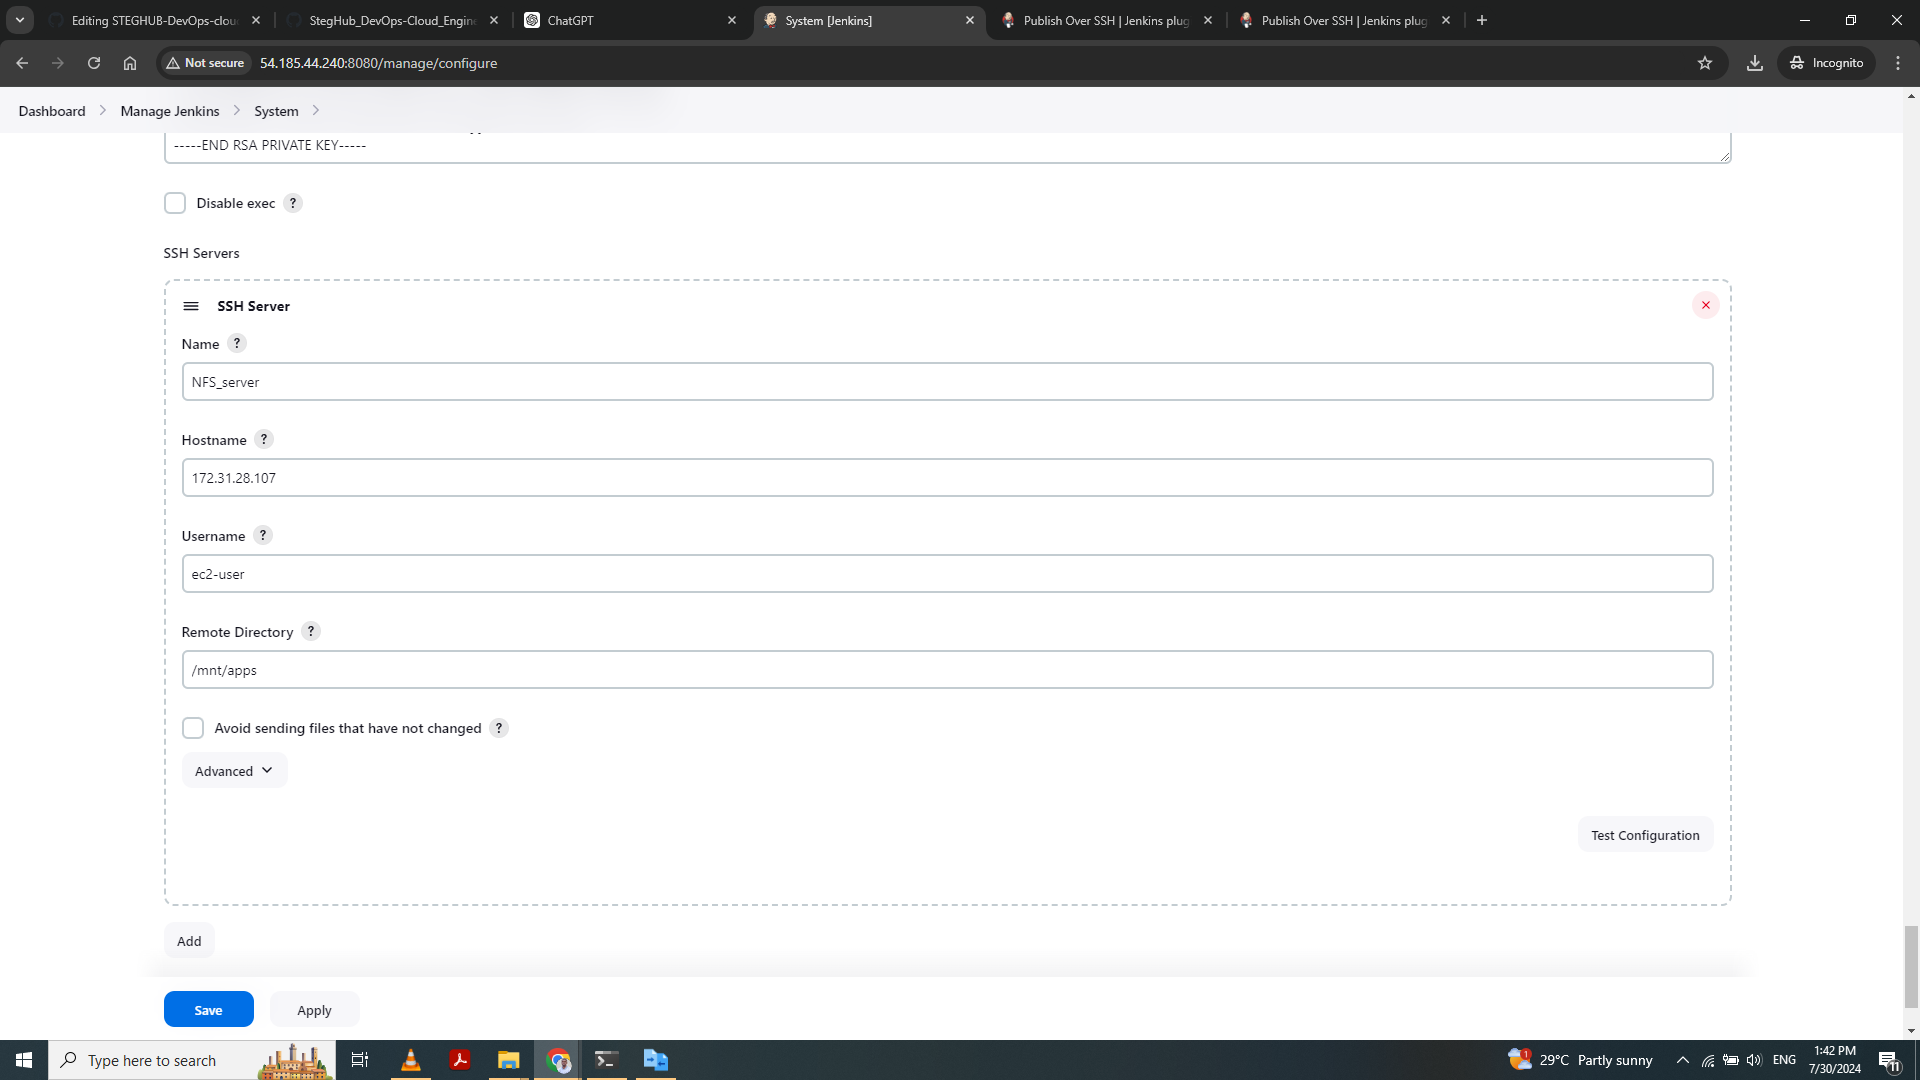 Editing STEGHUB-DevOps-clou
StegHub_DevOps-Cloud_Engine
ChatGPT
System [Jenkins]
Publish Over SSH | Jenkins plug
Publish Over SSH | Jenkins plug
Not secure
54.185.44.240:8080/manage/configure
Incognito
Dashboard
Manage Jenkins
System
-----END RSA PRIVATE KEY-----
Disable exec ?
SSH Servers
SSH Server
Name ?
NFS_server
Hostname ?
172.31.28.107
Username ?
ec2-user
Remote Directory ?
/mnt/apps
Avoid sending files that have not changed ?
Advanced
Test Configuration
Add
Save
Apply
Type here to search
1
29°C Partly sunny
ENG
1:42 PM
7/30/2024
11